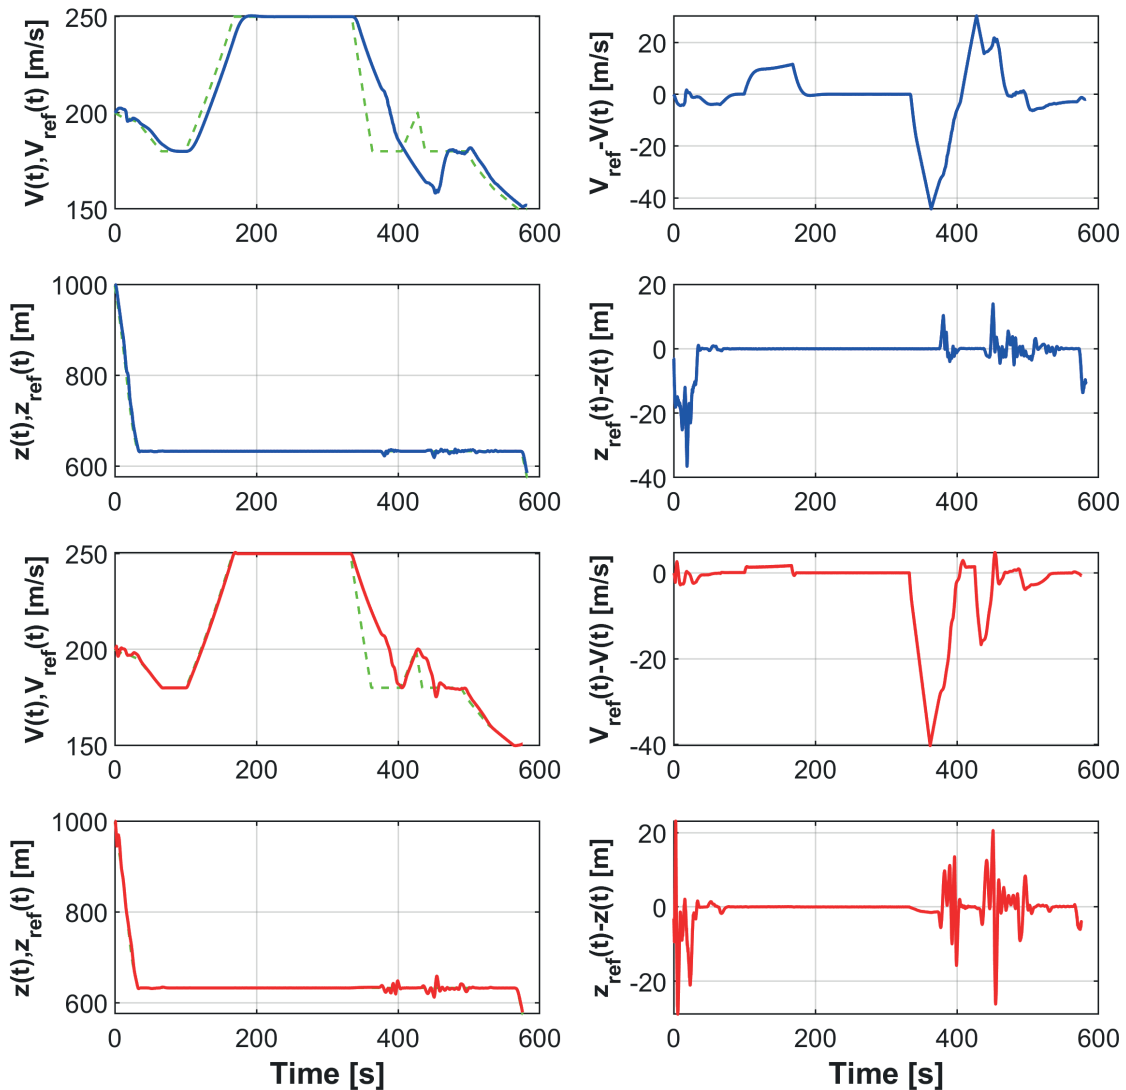 250
200
150
V(t),V_ref(t) [m/s]
0 200 400 600
20
0
-20
-40
V_ref-V(t) [m/s]
0 200 400 600
1000
800
600
z(t),z_ref(t) [m]
0 200 400 600
20
0
-20
-40
z_ref(t)-z(t) [m]
0 200 400 600
250
200
150
V(t),V_ref(t) [m/s]
0 200 400 600
0
-20
-40
V_ref(t)-V(t) [m/s]
0 200 400 600
1000
800
600
z(t),z_ref(t) [m]
0 200 400 600
Time [s]
20
0
-20
z_ref(t)-z(t) [m]
0 200 400 600
Time [s]